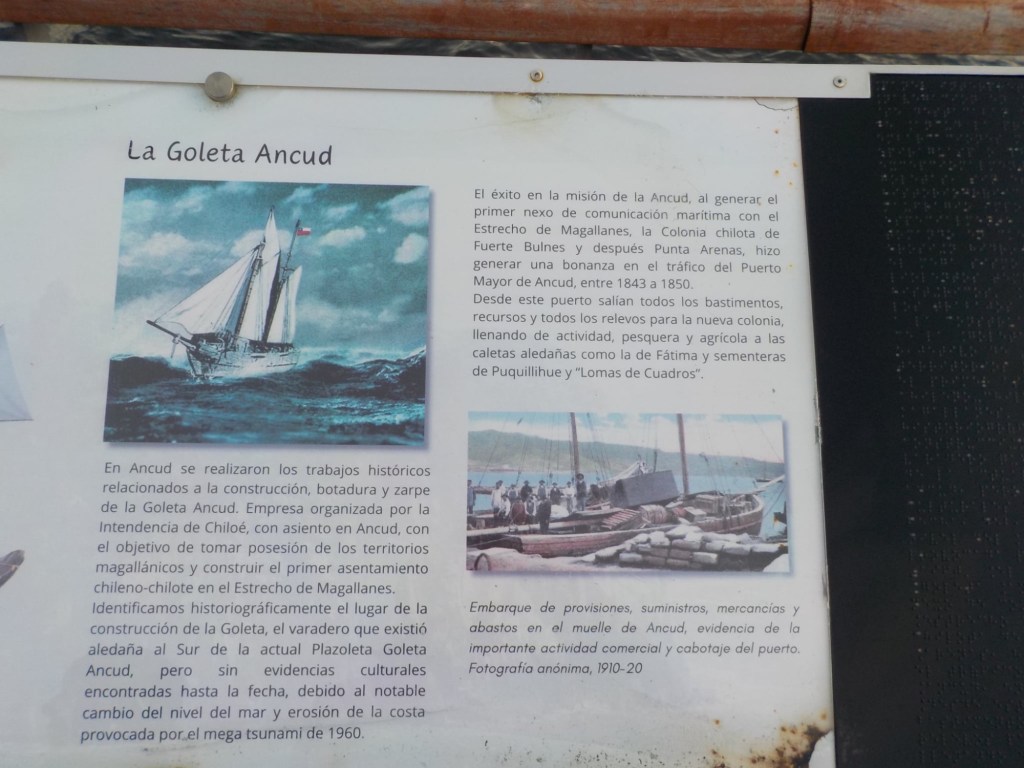 La Goleta Ancud
En Ancud se realizaron los trabajos históricos
relacionados a la construcción, botadura y zarpe
de la Goleta Ancud. Empresa organizada por la
Intendencia de Chiloé, con asiento en Ancud, con
el objetivo de tomar posesión de los territorios
magallánicos y construir el primer asentamiento
chileno-chilote en el Estrecho de Magallanes.
Identificamos historiográficamente el lugar de la
construcción de la Goleta, el varadero que existió
aledaña al Sur de la actual Plazoleta Goleta
Ancud, pero sin evidencias culturales
encontradas hasta la fecha, debido al notable
cambio del nivel del mar y erosión de la costa
provocada por el mega tsunami de 1960.
El éxito en la misión de la Ancud, al generar el
primer nexo de comunicación marítima con el
Estrecho de Magallanes, la Colonia chilota de
Fuerte Bulnes y después Punta Arenas, hizo
generar una bonanza en el tráfico del Puerto
Mayor de Ancud, entre 1843 a 1850.
Desde este puerto salían todos los bastimentos,
recursos y todos los relevos para la nueva colonia,
llenando de actividad, pesquera y agrícola a las
caletas aledañas como la de Fátima y sementeras
de Puquillihue y "Lomas de Cuadros".
Embarque de provisiones, suministros, mercancías y
abastos en el muelle de Ancud, evidencia de la
importante actividad comercial y cabotaje del puerto.
Fotografía anónima, 1910-20